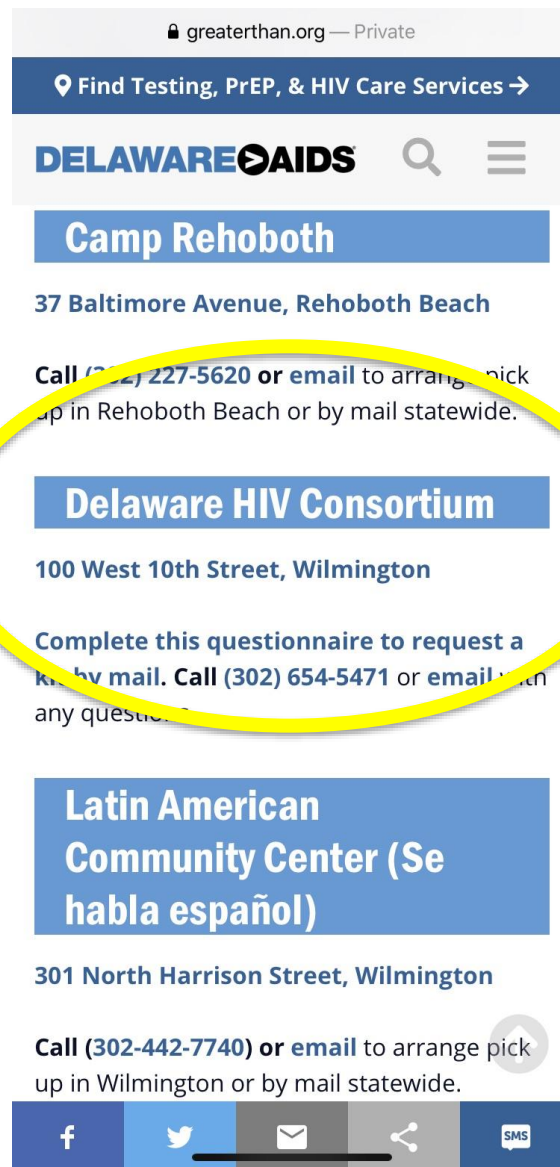 greaterthan.org — Private
Find Testing, PrEP, & HIV Care Services →
DELAWARE > AIDS
Camp Rehoboth
37 Baltimore Avenue, Rehoboth Beach
Call 227-5620 or email to arrange pick
up in Rehoboth Beach or by mail statewide.
Delaware HIV Consortium
100 West 10th Street, Wilmington
Complete this questionnaire to request a
by mail. Call (302) 654-5471 or email with
any
Latin American
Community Center (Se
habla español)
301 North Harrison Street, Wilmington
Call (302-442-7740) or email to arrange pick
up in Wilmington or by mail statewide.
f
SMS